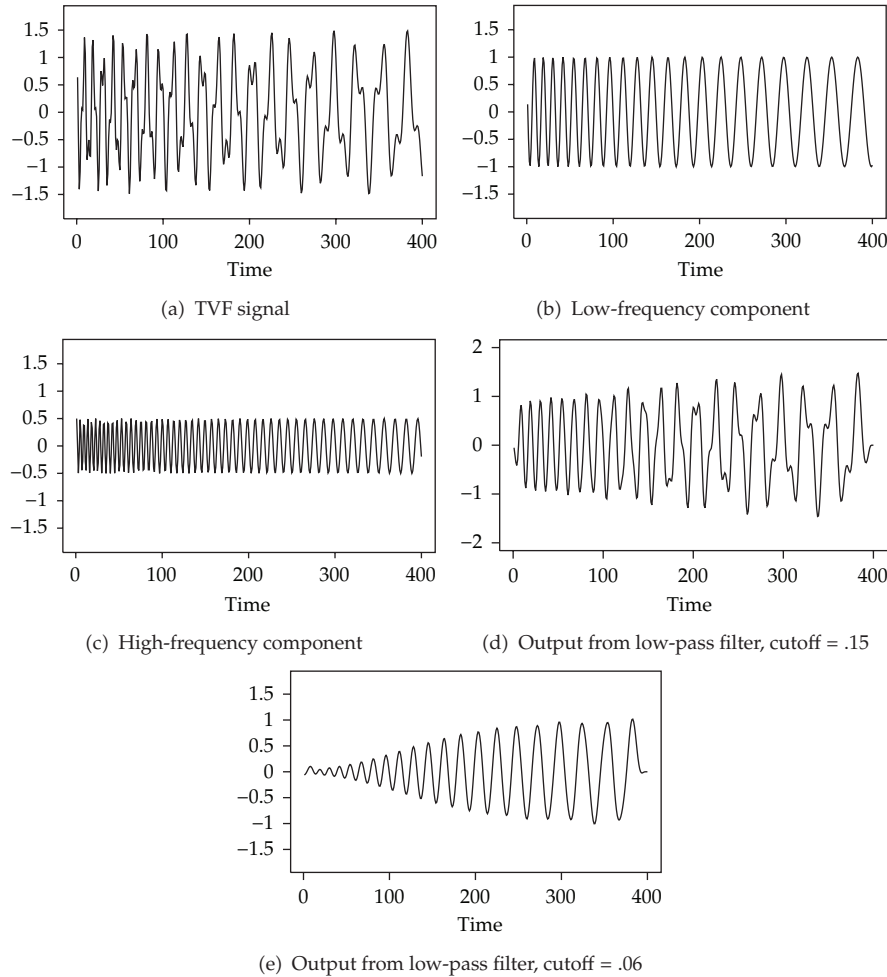 1.5
1
0.5
0
−0.5
−1
−1.5
0 100 200 300 400
Time
(a) TVF signal
1.5
1
0.5
0
−0.5
−1
−1.5
0 100 200 300 400
Time
(b) Low-frequency component
1.5
1
0.5
0
−0.5
−1
−1.5
0 100 200 300 400
Time
(c) High-frequency component
2
1
0
−1
−2
0 100 200 300 400
Time
(d) Output from low-pass filter, cutoff = .15
1.5
1
0.5
0
−0.5
−1
−1.5
0 100 200 300 400
Time
(e) Output from low-pass filter, cutoff = .06